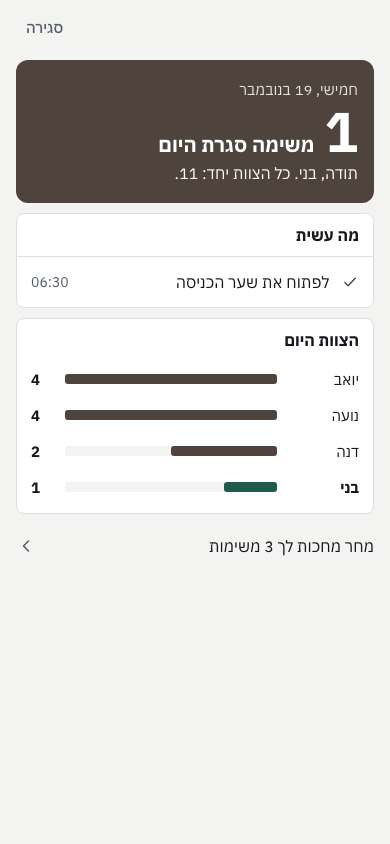 סגירה
חמישי, 19 בנובמבר
1 משימה סגרת היום
תודה, בני. כל הצוות יחד: 11.
מה עשית
לפתוח את שער הכניסה 06:30
הצוות היום
יואב 4
נועה 4
דנה 2
בני 1
מחר מחכות לך 3 משימות